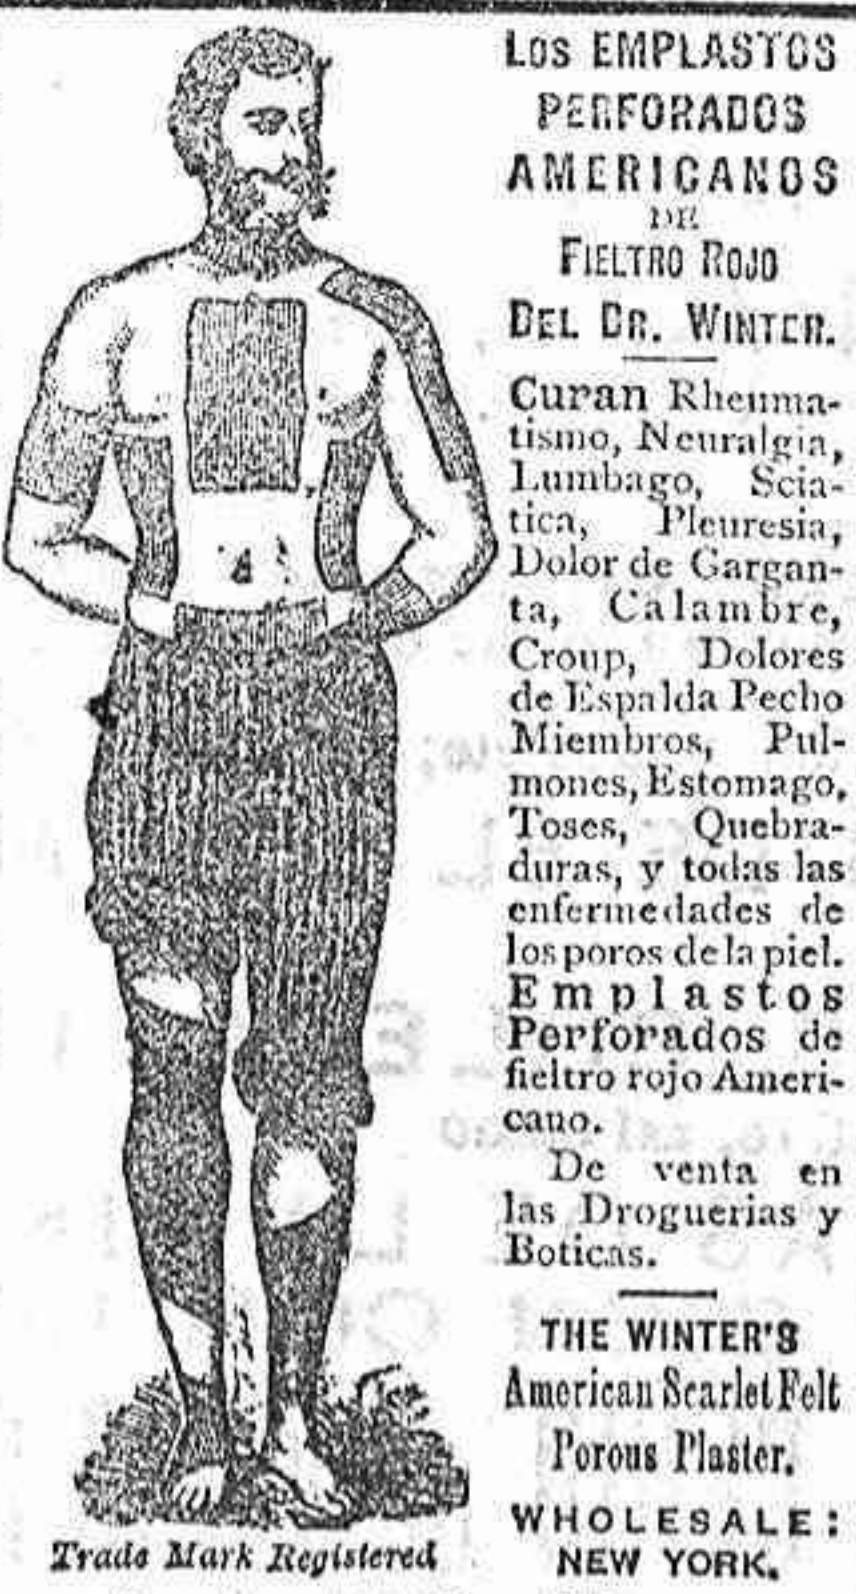 Los EMPLASTOS
PERFORADOS
AMERICANOS
DE
FIELTRO ROJO
DEL DR. WINTER.
Curan Rheuma-
tismo, Neuralgia,
Lumbago, Scia-
tica, Pleuresia,
Dolor de Gargan-
ta, Calambre,
Croup, Dolores
de Espalda Pecho
Miembros, Pul-
mones, Estomago,
Toses, Quebra-
duras, y todas las
enfermedades de
los poros de la piel.
Emplastos
Perforados de
fieltro rojo Ameri-
cano.
De venta en
las Droguerias y
Boticas.
THE WINTER'S
American Scarlet Felt
Porous Plaster.
WHOLESALE:
NEW YORK.
Trade Mark Registered